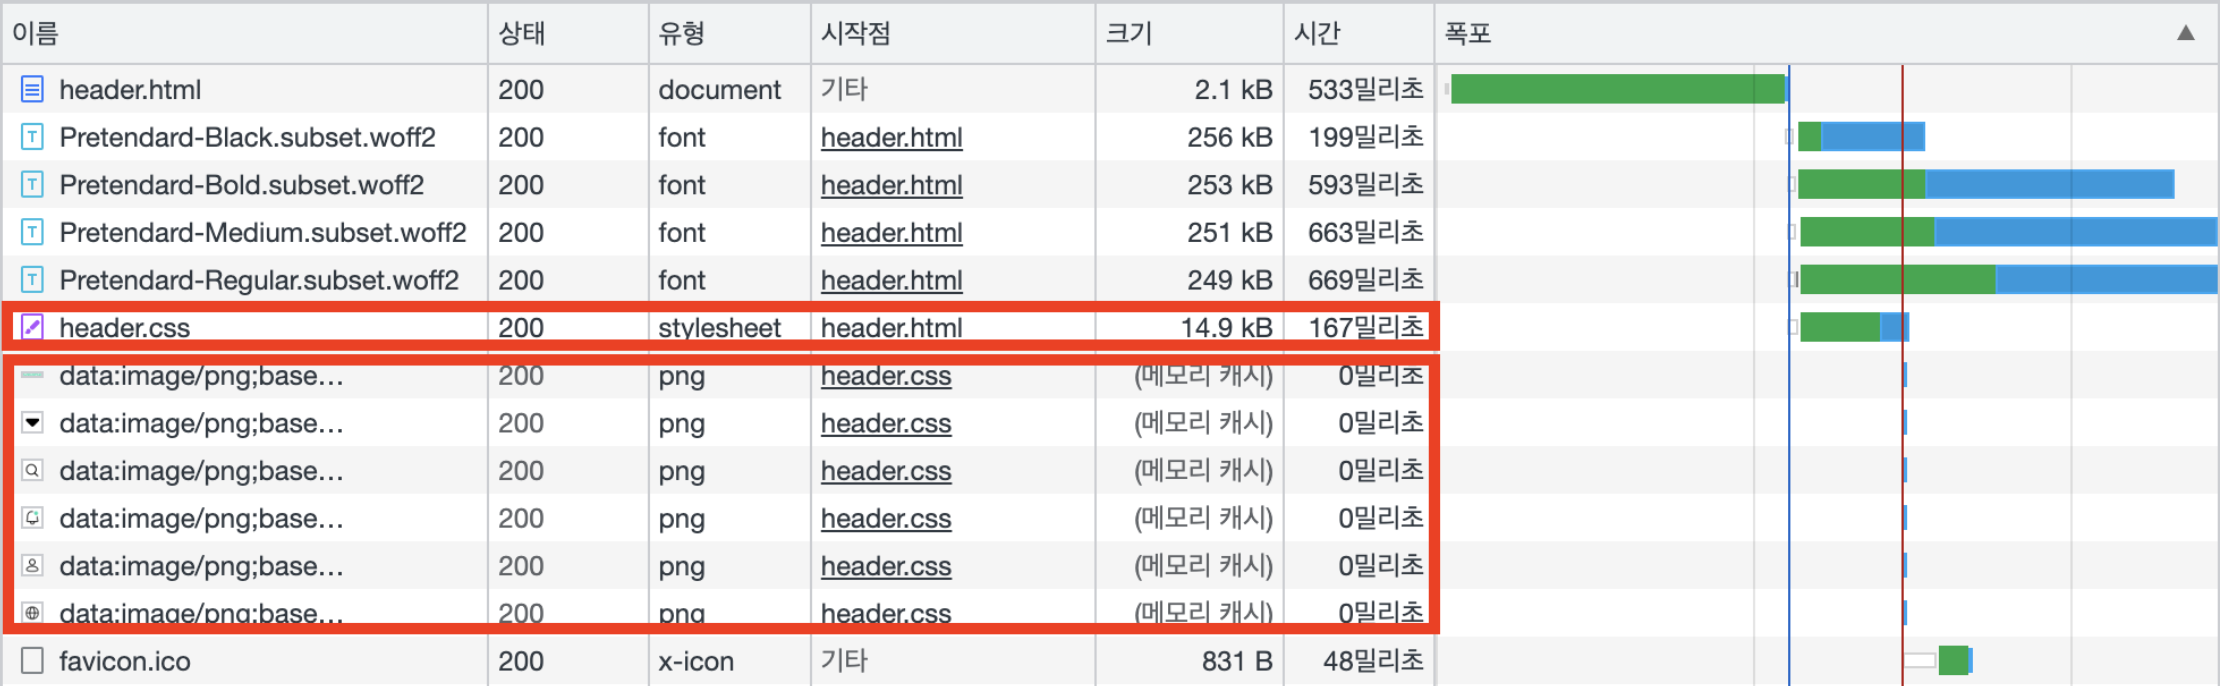 이름 상태 유형 시작점 크기 시간 폭포
header.html 200 document 기타 2.1 kB 533밀리초
Pretendard-Black.subset.woff2 200 font header.html 256 kB 199밀리초
Pretendard-Bold.subset.woff2 200 font header.html 253 kB 593밀리초
Pretendard-Medium.subset.woff2 200 font header.html 251 kB 663밀리초
Pretendard-Regular.subset.woff2 200 font header.html 249 kB 669밀리초
header.css 200 stylesheet header.html 14.9 kB 167밀리초
data:image/png;base... 200 png header.css (메모리 캐시) 0밀리초
data:image/png;base... 200 png header.css (메모리 캐시) 0밀리초
data:image/png;base... 200 png header.css (메모리 캐시) 0밀리초
data:image/png;base... 200 png header.css (메모리 캐시) 0밀리초
data:image/png;base... 200 png header.css (메모리 캐시) 0밀리초
data:image/png;base... 200 png header.css (메모리 캐시) 0밀리초
favicon.ico 200 x-icon 기타 831 B 48밀리초